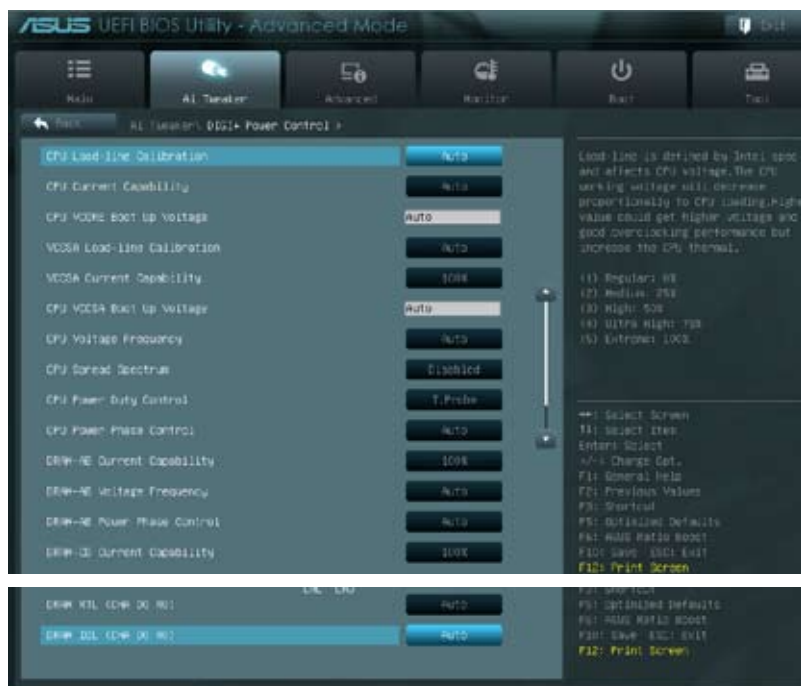 ASUS UEFI BIOS Utility - Advanced Mode
Exit
Main
Ai Tweaker
Advanced
Monitor
Boot
Tool
Back
Ai Tweaker\ DIGI+ Power Control >
CPU Load-line Calibration Auto
CPU Current Capability Auto
CPU VCORE Boot Up Voltage Auto
VCCSA Load-line Calibration Auto
VCCSA Current Capability 100%
CPU VCCSA Boot Up Voltage Auto
CPU Voltage Frequency Auto
CPU Spread Spectrum Disabled
CPU Power Duty Control T.Probe
CPU Power Phase Control Auto
DRAM-AB Current Capability 100%
DRAM-AB Voltage Frequency Auto
DRAM-AB Power Phase Control Auto
DRAM-CD Current Capability 100%
Load-line is defined by Intel spec
and affects CPU voltage. The CPU
working voltage will decrease
proportionally to CPU loading. Highe
value could get higher voltage and
good overclocking performance but
increase the CPU thermal.
(1) Regular: 0%
(2) Medium: 25%
(3) High: 50%
(4) Ultra High: 75%
(5) Extreme: 100%
→←: Select Screen
↑↓: Select Item
Enter: Select
+/-: Change Opt.
F1: General Help
F2: Previous Values
F3: Shortcut
F5: Optimized Defaults
F6: ASUS Ratio Boost
F10: Save ESC: Exit
F12: Print Screen
Auto
Auto
F3: Shortcut
F5: Optimized Defaults
F6: ASUS Ratio Boost
F10: Save ESC: Exit
F12: Print Screen